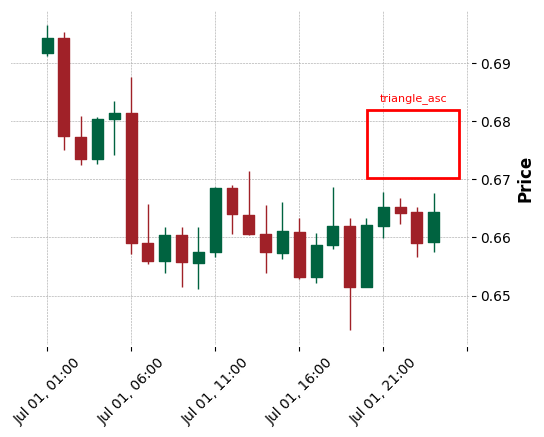 triangle_asc
0.69
0.68
0.67
0.66
0.65
Price
Jul 01, 01:00
Jul 01, 06:00
Jul 01, 11:00
Jul 01, 16:00
Jul 01, 21:00